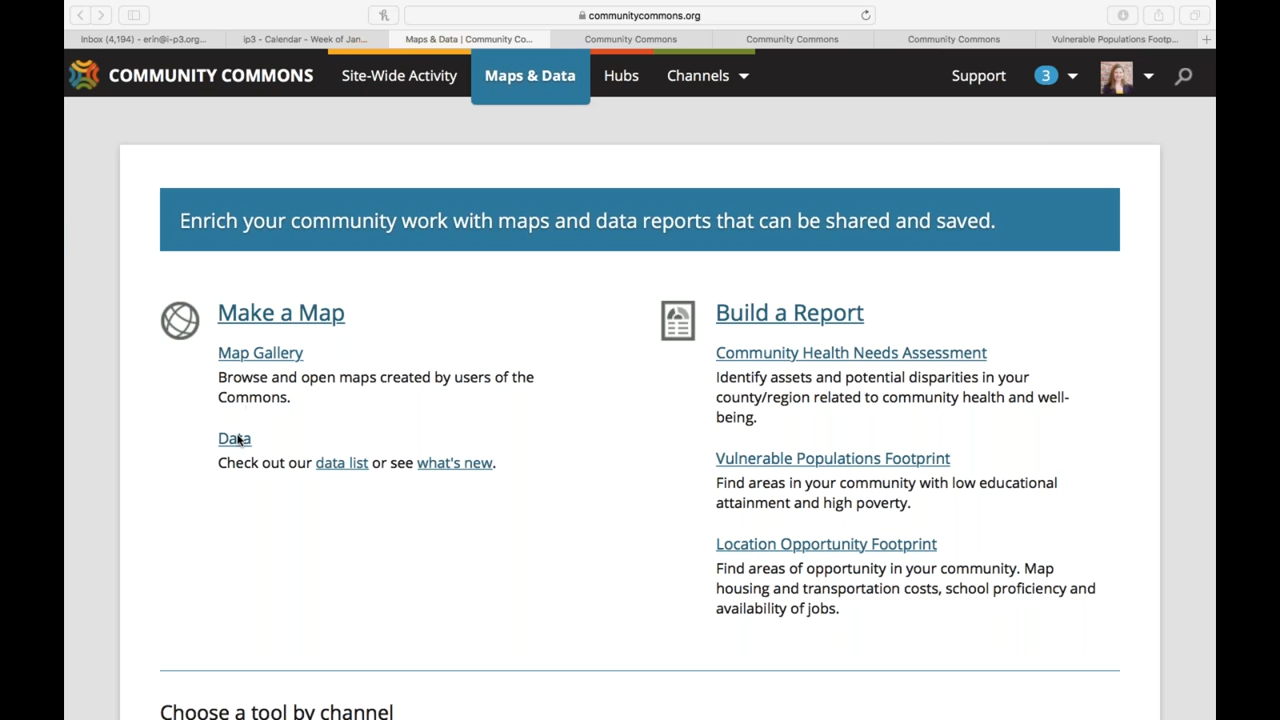 communitycommons.org
Inbox (4,194) – erin@i-p3.org...
ip3 - Calendar - Week of Jan...
Maps & Data | Community Co...
Community Commons
Community Commons
Community Commons
Vulnerable Populations Footp...
COMMUNITY COMMONS
Site-Wide Activity
Maps & Data
Hubs
Channels
Support
3
Enrich your community work with maps and data reports that can be shared and saved.
Make a Map
Map Gallery
Browse and open maps created by users of the
Commons.
Data
Check out our data list or see what's new.
Build a Report
Community Health Needs Assessment
Identify assets and potential disparities in your
county/region related to community health and well-
being.
Vulnerable Populations Footprint
Find areas in your community with low educational
attainment and high poverty.
Location Opportunity Footprint
Find areas of opportunity in your community. Map
housing and transportation costs, school proficiency and
availability of jobs.
Choose a tool by channel